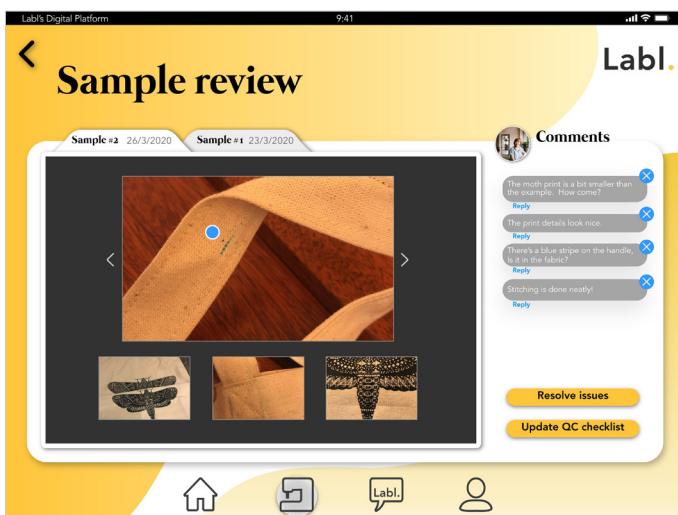 Labl's Digital Platform
9:41
Labl.
Sample review
Sample #2 26/3/2020
Sample #1 23/3/2020
Comments
The moth print is a bit smaller than
the example. How come?
Reply
The print details look nice.
Reply
There's a blue stripe on the handle,
Is it in the fabric?
Reply
Stitching is done neatly!
Reply
Resolve issues
Update QC checklist
Labl.